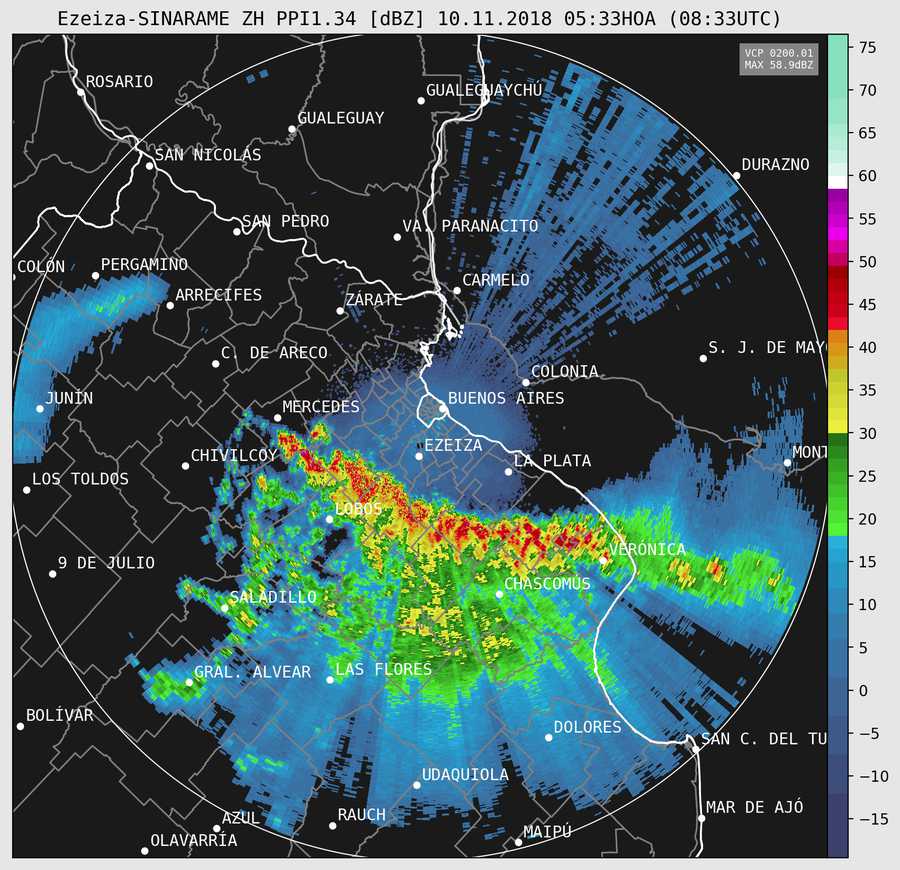 Ezeiza-SINARAME ZH PPI1.34 [dBZ] 10.11.2018 05:33HOA (08:33UTC)
VCP 0200.01
MAX 58.9dBZ
ROSARIO
GUALEGUAYCHÚ
GUALEGUAY
SAN NICOLÁS
DURAZNO
SAN PEDRO
VA. PARANACITO
COLÓN
PERGAMINO
ARRECIFES
ZÁRATE
CARMELO
C. DE ARECO
S. J. DE MAY
COLONIA
JUNÍN
MERCEDES
BUENOS AIRES
EZEIZA
CHIVILCOY
LA PLATA
MONT
LOS TOLDOS
LOBOS
VERÓNICA
9 DE JULIO
CHASCOMÚS
SALADILLO
GRAL. ALVEAR
LAS FLORES
BOLÍVAR
DOLORES
SAN C. DEL TU
UDAQUIOLA
MAR DE AJÓ
AZUL
RAUCH
MAIPÚ
OLAVARRÍA
75
70
65
60
55
50
45
40
35
30
25
20
15
10
5
0
−5
−10
−15